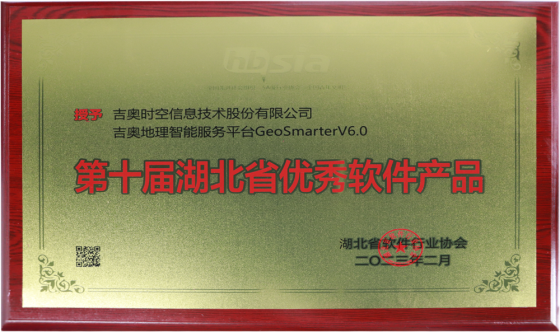 hbsia
授予 吉奥时空信息技术股份有限公司
吉奥地理智能服务平台GeoSmarterV6.0
第十届湖北省优秀软件产品
湖北省软件行业协会
二〇二三年二月